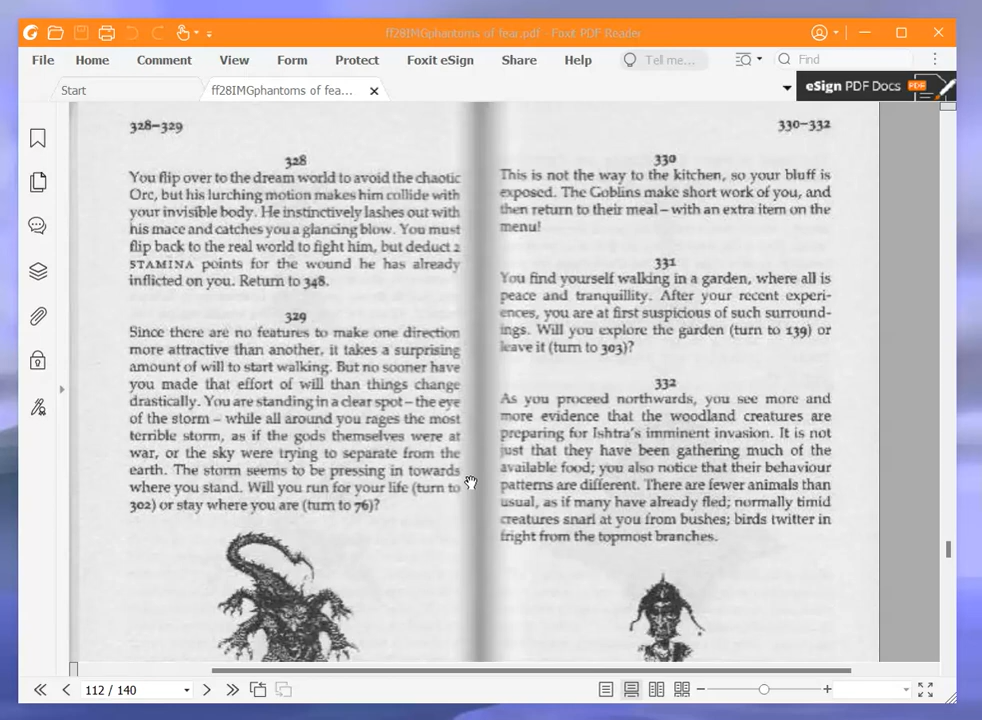 ff28IMGphantoms of fear.pdf - Foxit PDF Reader
File Home Comment View Form Protect Foxit eSign Share Help Tell me... Find
Start ff28IMGphantoms of fea... eSign PDF Docs
328-329
328
You flip over to the dream world to avoid the chaotic
Orc, but his lurching motion makes him collide with
your invisible body. He instinctively lashes out with
his mace and catches you a glancing blow. You must
flip back to the real world to fight him, but deduct 2
STAMINA points for the wound he has already
inflicted on you. Return to 348.
329
Since there are no features to make one direction
more attractive than another, it takes a surprising
amount of will to start walking. But no sooner have
you made that effort of will than things change
drastically. You are standing in a clear spot – the eye
of the storm – while all around you rages the most
terrible storm, as if the gods themselves were at
war, or the sky were trying to separate from the
earth. The storm seems to be pressing in towards
where you stand. Will you run for your life (turn to
302) or stay where you are (turn to 76)?
330-332
330
This is not the way to the kitchen, so your bluff is
exposed. The Goblins make short work of you, and
then return to their meal – with an extra item on the
menu!
331
You find yourself walking in a garden, where all is
peace and tranquillity. After your recent experi-
ences, you are at first suspicious of such surround-
ings. Will you explore the garden (turn to 139) or
leave it (turn to 303)?
332
As you proceed northwards, you see more and
more evidence that the woodland creatures are
preparing for Ishtra's imminent invasion. It is not
just that they have been gathering much of the
available food; you also notice that their behaviour
patterns are different. There are fewer animals than
usual, as if many have already fled; normally timid
creatures snarl at you from bushes; birds twitter in
fright from the topmost branches.
112 / 140